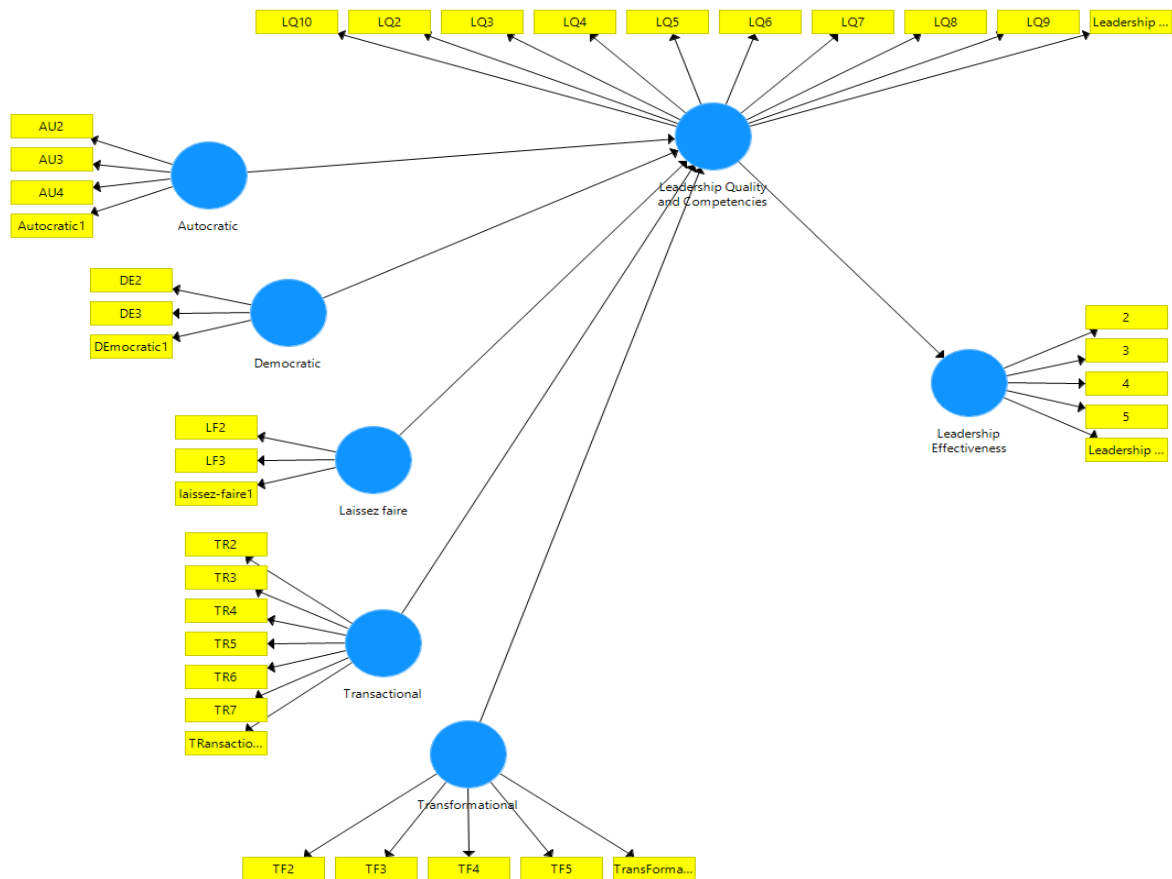 LQ10 LQ2 LQ3 LQ4 LQ5 LQ6 LQ7 LQ8 LQ9 Leadership ...
AU2
AU3
AU4
Autocratic1
Autocratic
Leadership Quality
and Competencies
DE2
DE3
DEmocratic1
Democratic
2
3
4
5
Leadership ...
Leadership
Effectiveness
LF2
LF3
laissez-faire1
Laissez faire
TR2
TR3
TR4
TR5
TR6
TR7
TRansactio...
Transactional
Transformational
TF2 TF3 TF4 TF5 TransForma...